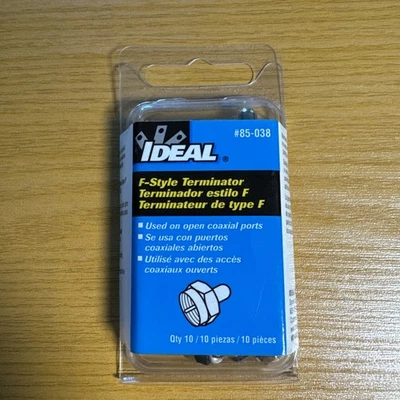 #85-038
IDEAL®
F-Style Terminator
Terminador estilo F
Terminateur de type F
Used on open coaxial ports
Se usa con puertos
coaxiales abiertos
Utilisé avec des accès
coaxiaux ouverts
Qty 10/10 piezas/10 pièces